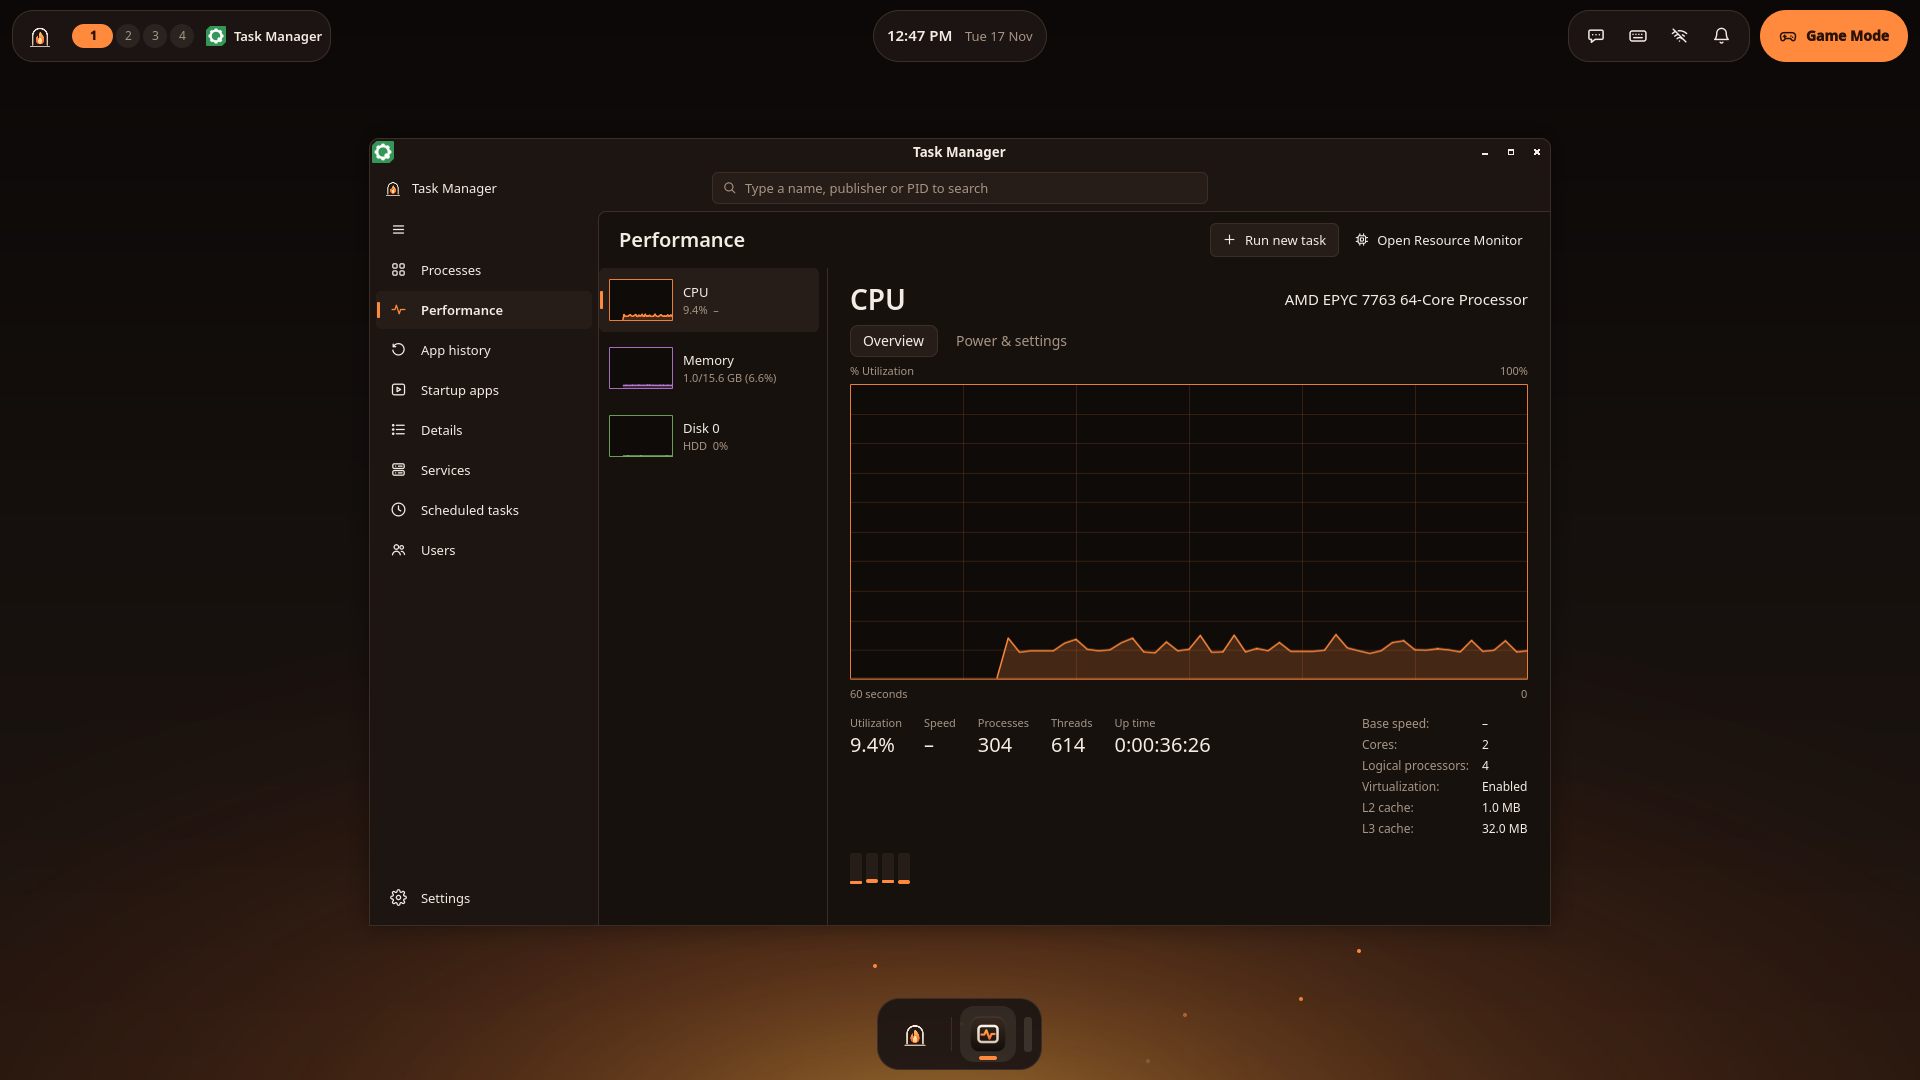 1
2
3
4
Task Manager
12:47 PM Tue 17 Nov
Game Mode
Task Manager
Task Manager
Type a name, publisher or PID to search
Processes
Performance
App history
Startup apps
Details
Services
Scheduled tasks
Users
Settings
Performance
Run new task
Open Resource Monitor
CPU
9.4% –
Memory
1.0/15.6 GB (6.6%)
Disk 0
HDD 0%
CPU
AMD EPYC 7763 64-Core Processor
Overview
Power & settings
% Utilization
100%
60 seconds
0
Utilization
9.4%
Speed
–
Processes
304
Threads
614
Up time
0:00:36:26
Base speed: –
Cores: 2
Logical processors: 4
Virtualization: Enabled
L2 cache: 1.0 MB
L3 cache: 32.0 MB